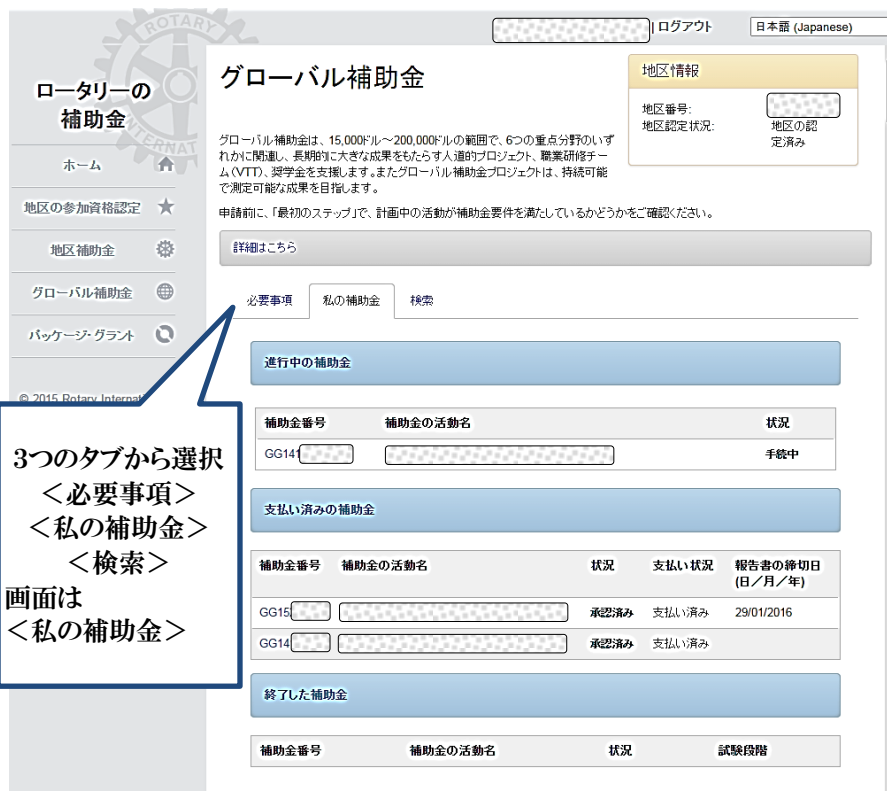 ROTARY
INTERNAT
| ログアウト
日本語 (Japanese)
ロータリーの
補助金
ホーム
地区の参加資格認定
地区補助金
グローバル補助金
パッケージ・グラント
© 2015 Rotary Internat
グローバル補助金
地区情報
地区番号:
地区認定状況:
地区の認
定済み
グローバル補助金は、15,000ドル～200,000ドルの範囲で、6つの重点分野のいず
れかに関連し、長期的に大きな成果をもたらす人道的プロジェクト、職業研修チー
ム（VTT）、奨学金を支援します。またグローバル補助金プロジェクトは、持続可能
で測定可能な成果を目指します。
申請前に、「最初のステップ」で、計画中の活動が補助金要件を満たしているかどうかをご確認ください。
詳細はこちら
必要事項 私の補助金 検索
進行中の補助金
補助金番号 補助金の活動名 状況
GG141 手続中
支払い済みの補助金
補助金番号 補助金の活動名 状況 支払い状況 報告書の締切日
(日／月／年)
GG15 承認済み 支払い済み 29/01/2016
GG14 承認済み 支払い済み
終了した補助金
補助金番号 補助金の活動名 状況 試験段階
3つのタブから選択
＜必要事項＞
＜私の補助金＞
＜検索＞
画面は
＜私の補助金＞